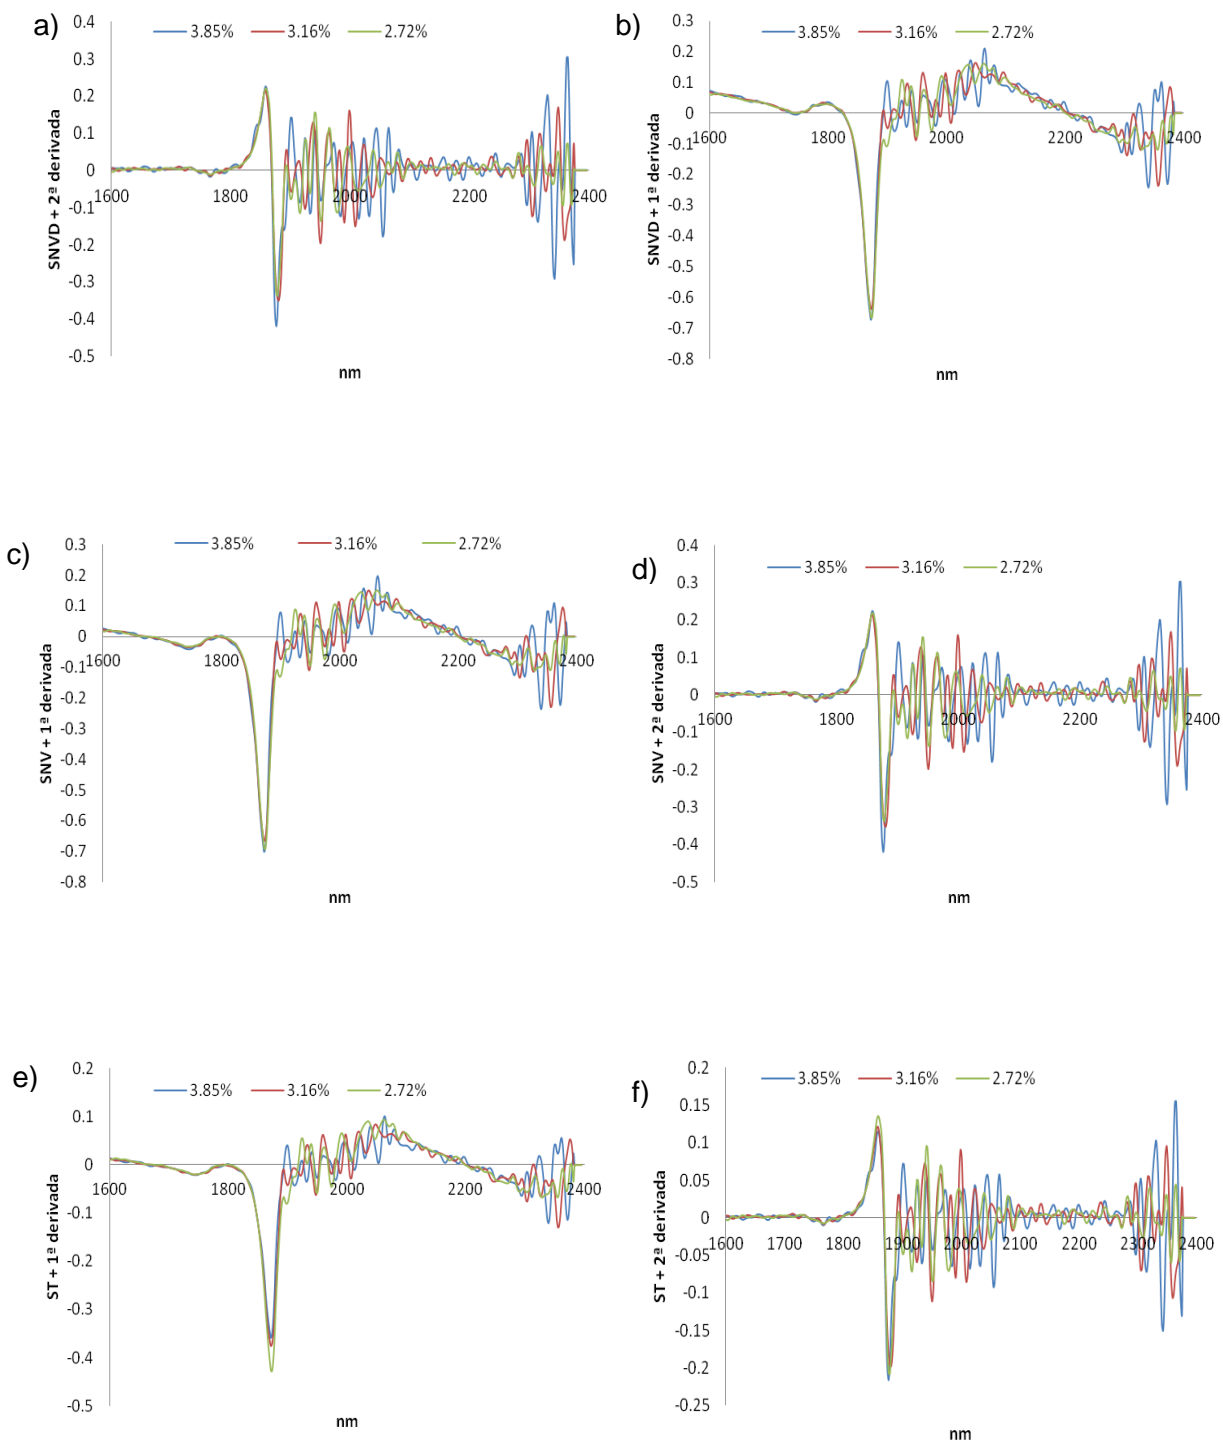 a)
3.85% 3.16% 2.72%
0.4
0.3
0.2
0.1
0
-0.1
-0.2
-0.3
-0.4
-0.5
1600 1800 2000 2200 2400
SNVD + 2ª derivada
nm
b)
3.85% 3.16% 2.72%
0.3
0.2
0.1
0
-0.1
-0.2
-0.3
-0.4
-0.5
-0.6
-0.7
-0.8
1600 1800 2000 2200 2400
SNVD + 1ª derivada
nm
c)
3.85% 3.16% 2.72%
0.3
0.2
0.1
0
-0.1
-0.2
-0.3
-0.4
-0.5
-0.6
-0.7
-0.8
1600 1800 2000 2200 2400
SNV + 1ª derivada
nm
d)
3.85% 3.16% 2.72%
0.4
0.3
0.2
0.1
0
-0.1
-0.2
-0.3
-0.4
-0.5
1600 1800 2000 2200 2400
SNV + 2ª derivada
nm
e)
3.85% 3.16% 2.72%
0.2
0.1
0
-0.1
-0.2
-0.3
-0.4
-0.5
1600 1800 2000 2200 2400
ST + 1ª derivada
nm
f)
3.85% 3.16% 2.72%
0.2
0.15
0.1
0.05
0
-0.05
-0.1
-0.15
-0.2
-0.25
1600 1700 1800 1900 2000 2100 2200 2300 2400
ST + 2ª derivada
nm